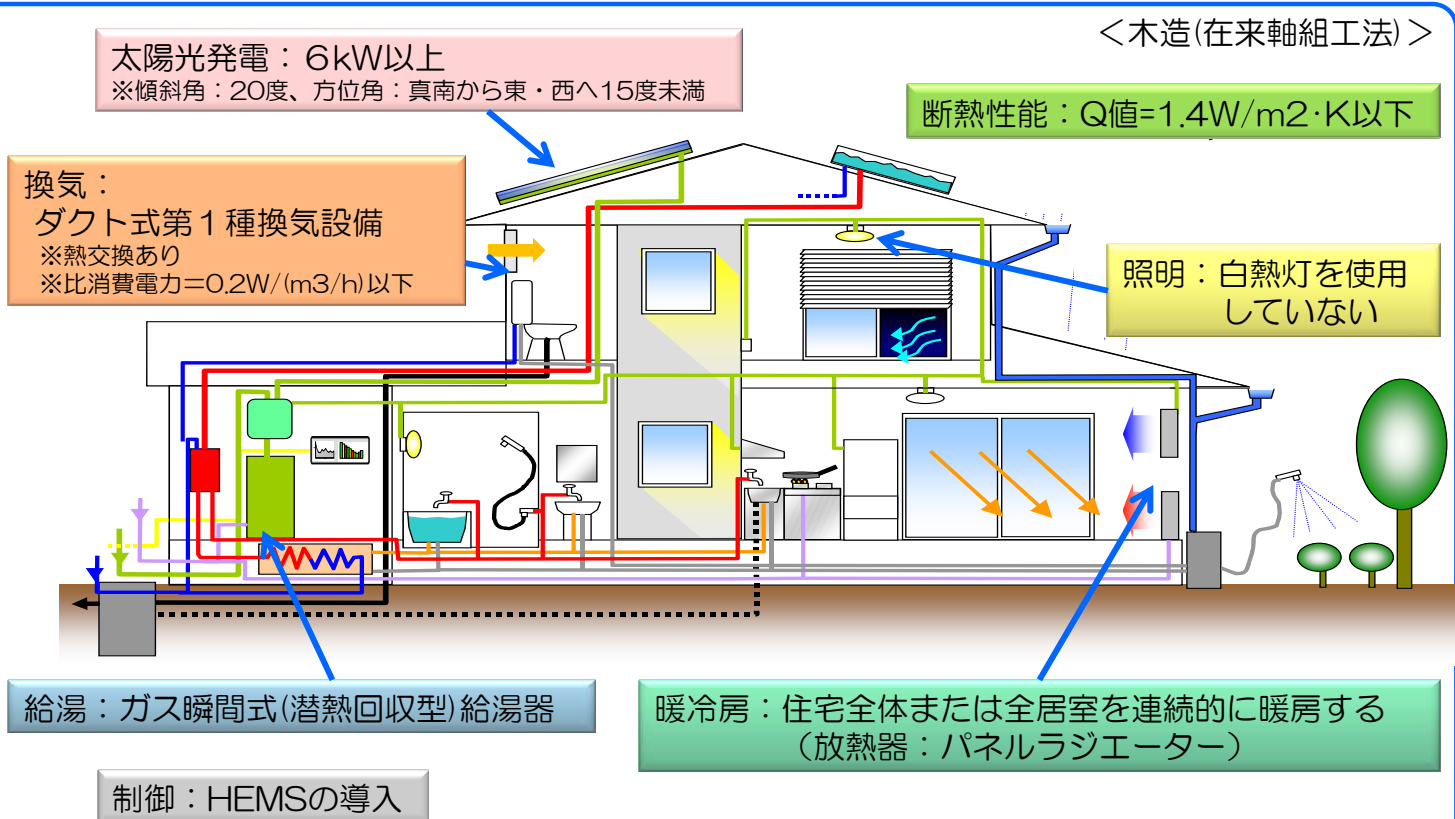 ＜木造(在来軸組工法)＞
太陽光発電：６kW以上
※傾斜角：20度、方位角：真南から東・西へ15度未満
断熱性能：Q値=1.4W/m2・K以下
換気：
ダクト式第１種換気設備
※熱交換あり
※比消費電力＝0.2W/(m3/h)以下
照明：白熱灯を使用
していない
給湯：ガス瞬間式(潜熱回収型)給湯器
暖冷房：住宅全体または全居室を連続的に暖房する
（放熱器：パネルラジエーター）
制御：HEMSの導入